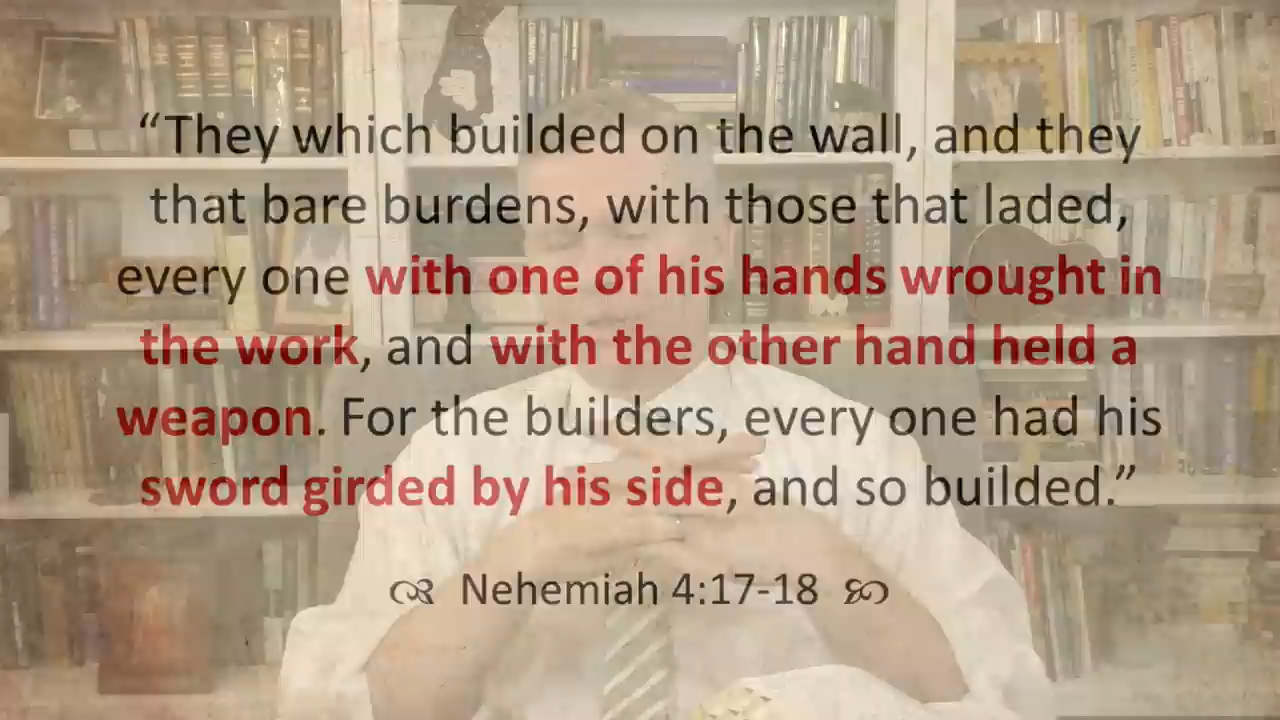 “They which builded on the wall, and they
that bare burdens, with those that laded,
every one with one of his hands wrought in
the work, and with the other hand held a
weapon. For the builders, every one had his
sword girded by his side, and so builded.”
Nehemiah 4:17-18